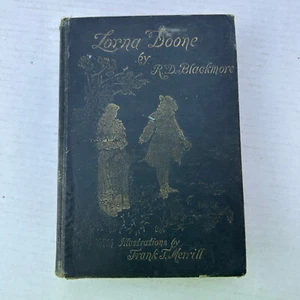 Lorna Doone
by
R.D. Blackmore
Illustrations by
Frank T. Merrill